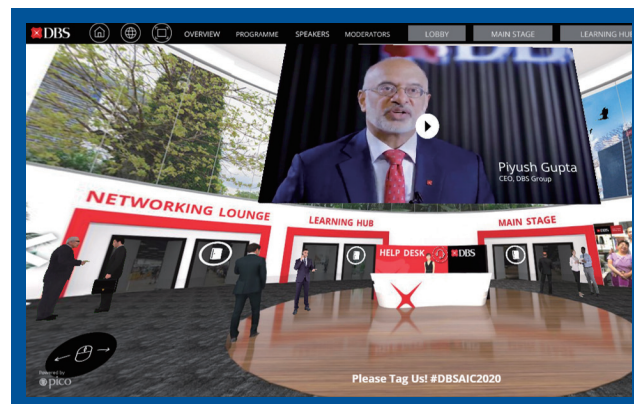 DBS
OVERVIEW
PROGRAMME
SPEAKERS
MODERATORS
LOBBY
MAIN STAGE
LEARNING HUB
Piyush Gupta
CEO, DBS Group
NETWORKING LOUNGE
LEARNING HUB
MAIN STAGE
HELP DESK
DBS
Powered by
pico
Please Tag Us! #DBSAIC2020